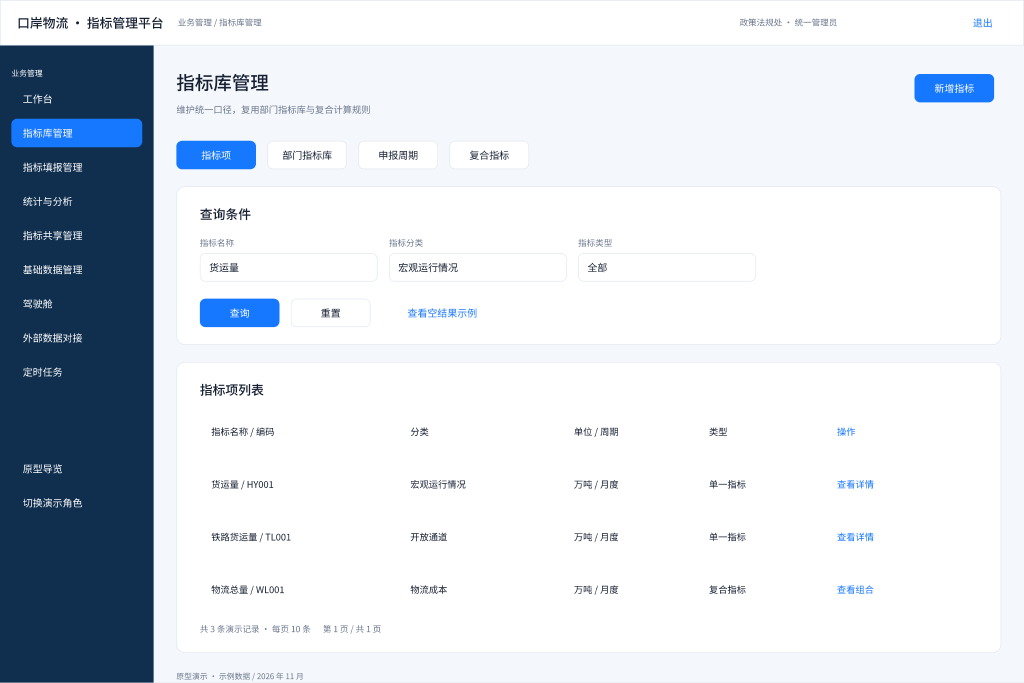 口岸物流 · 指标管理平台
业务管理 / 指标库管理
政策法规处 · 统一管理员
退出
业务管理
工作台
指标库管理
指标填报管理
统计与分析
指标共享管理
基础数据管理
驾驶舱
外部数据对接
定时任务
原型导览
切换演示角色
指标库管理
维护统一口径，复用部门指标库与复合计算规则
新增指标
指标项 部门指标库 申报周期 复合指标
查询条件
指标名称 指标分类 指标类型
货运量 宏观运行情况 全部
查询 重置 查看空结果示例
指标项列表
指标名称 / 编码 分类 单位 / 周期 类型 操作
货运量 / HY001 宏观运行情况 万吨 / 月度 单一指标 查看详情
铁路货运量 / TL001 开放通道 万吨 / 月度 单一指标 查看详情
物流总量 / WL001 物流成本 万吨 / 月度 复合指标 查看组合
共 3 条演示记录 · 每页 10 条 第 1 页 / 共 1 页
原型演示 · 示例数据 / 2026 年 11 月